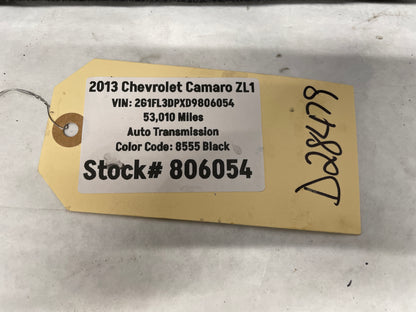 2013 Chevrolet Camaro ZL1
VIN: 2G1FL3DPXD9806054
53,010 Miles
Auto Transmission
Color Code: 8555 Black
Stock# 806054
D28479